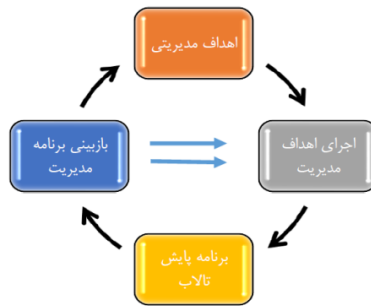 اهداف مدیریتی
بازبینی برنامه
مدیریت
اجرای اهداف
مدیریت
برنامه پایش
تالاب